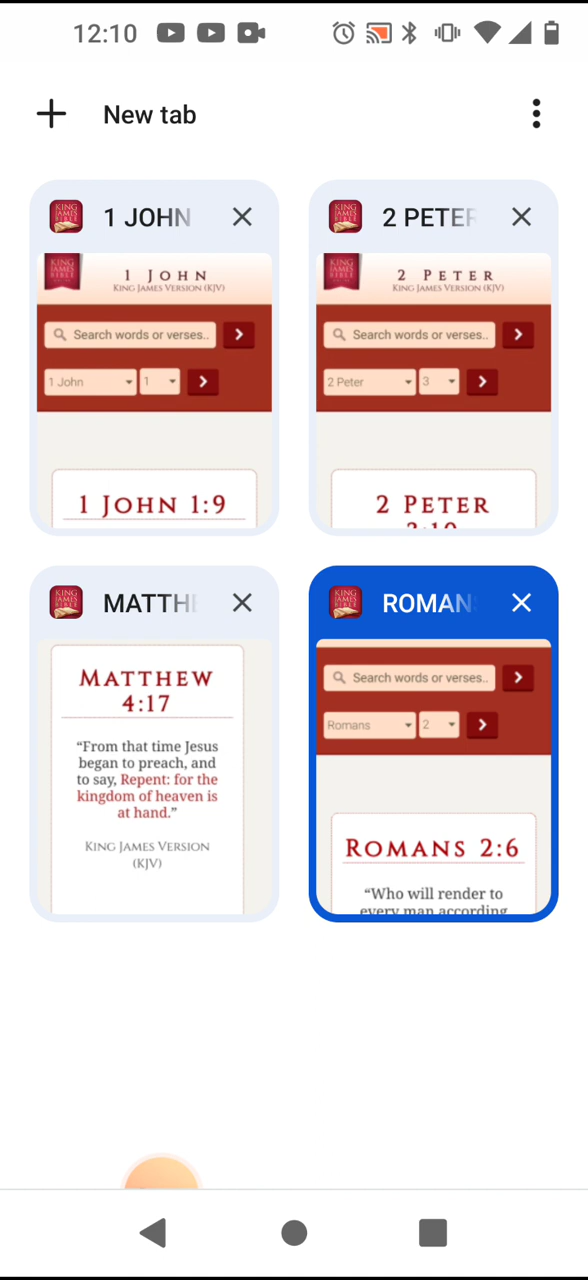 12:10
New tab
1 JOHN
1 JOHN
KING JAMES VERSION (KJV)
Search words or verses..
1 John
1
1 JOHN 1:9
2 PETER
2 PETER
KING JAMES VERSION (KJV)
Search words or verses..
2 Peter
3
2 PETER
MATTH
MATTHEW
4:17
“From that time Jesus
began to preach, and
to say, Repent: for the
kingdom of heaven is
at hand.”
KING JAMES VERSION
(KJV)
ROMAN
Search words or verses..
Romans
2
ROMANS 2:6
“Who will render to
every man according